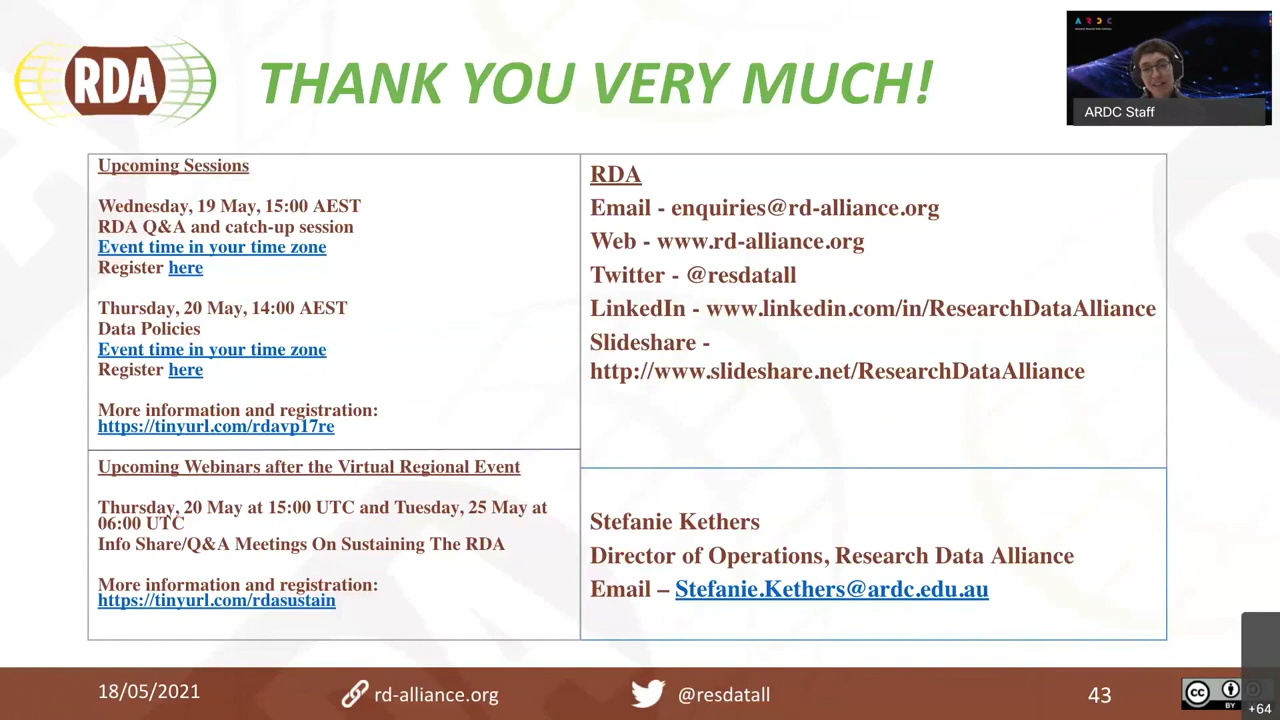 RDA
THANK YOU VERY MUCH!
ARDC
ARDC Staff
Upcoming Sessions
Wednesday, 19 May, 15:00 AEST
RDA Q&A and catch-up session
Event time in your time zone
Register here
Thursday, 20 May, 14:00 AEST
Data Policies
Event time in your time zone
Register here
More information and registration:
https://tinyurl.com/rdavp17re
Upcoming Webinars after the Virtual Regional Event
Thursday, 20 May at 15:00 UTC and Tuesday, 25 May at
06:00 UTC
Info Share/Q&A Meetings On Sustaining The RDA
More information and registration:
https://tinyurl.com/rdasustain
RDA
Email - enquiries@rd-alliance.org
Web - www.rd-alliance.org
Twitter - @resdatall
LinkedIn - www.linkedin.com/in/ResearchDataAlliance
Slideshare -
http://www.slideshare.net/ResearchDataAlliance
Stefanie Kethers
Director of Operations, Research Data Alliance
Email – Stefanie.Kethers@ardc.edu.au
18/05/2021
rd-alliance.org
@resdatall
43
cc
BY
+64